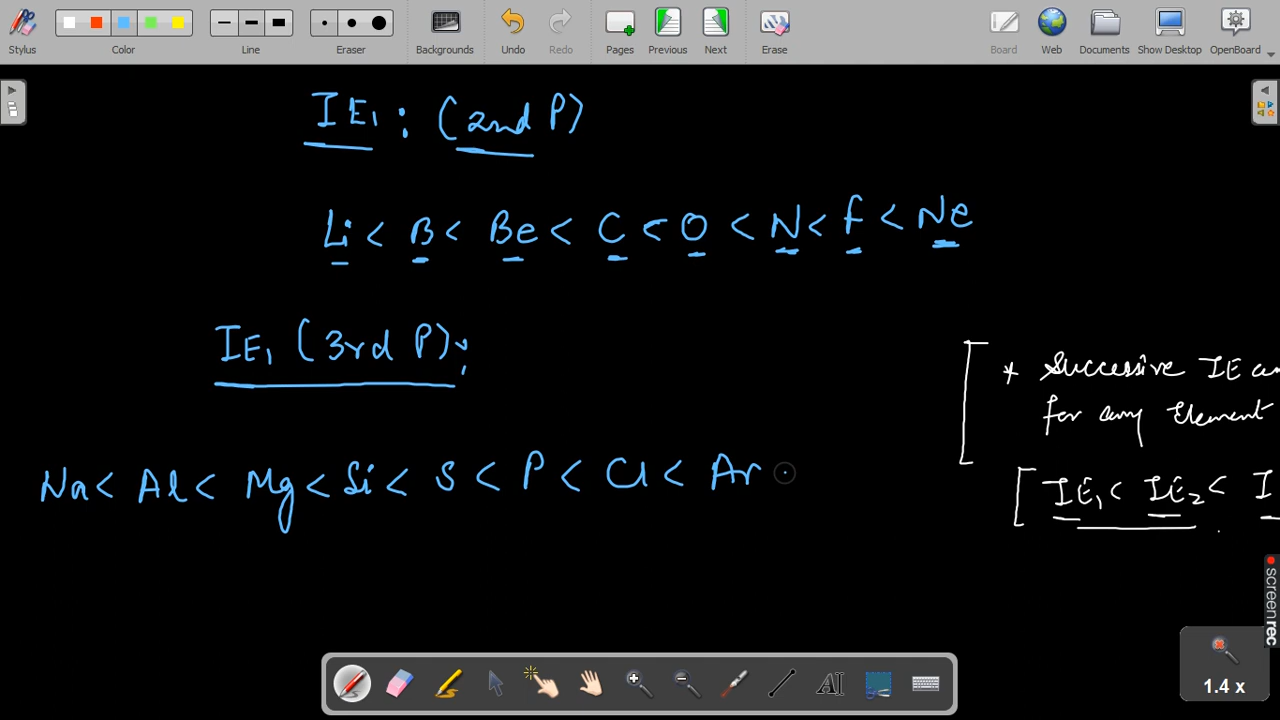 Stylus
Color
Line
Eraser
Backgrounds
Undo
Redo
Pages
Previous
Next
Erase
Board
Web
Documents
Show Desktop
OpenBoard
IE₁ : (2nd P)
Li < B < Be < C < O < N < F < Ne
IE₁ (3rd P):
* Successive IE
for any Element
Na < Al < Mg < Si < S < P < Cl < Ar
[ IE₁ < IE₂ < I
screenrec
1.4 x
AI